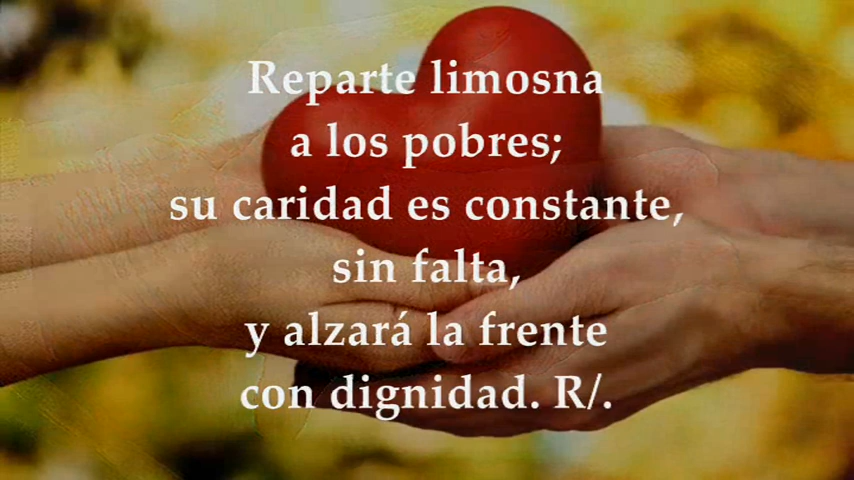 Reparte limosna
a los pobres;
su caridad es constante,
sin falta,
y alzará la frente
con dignidad. R/.